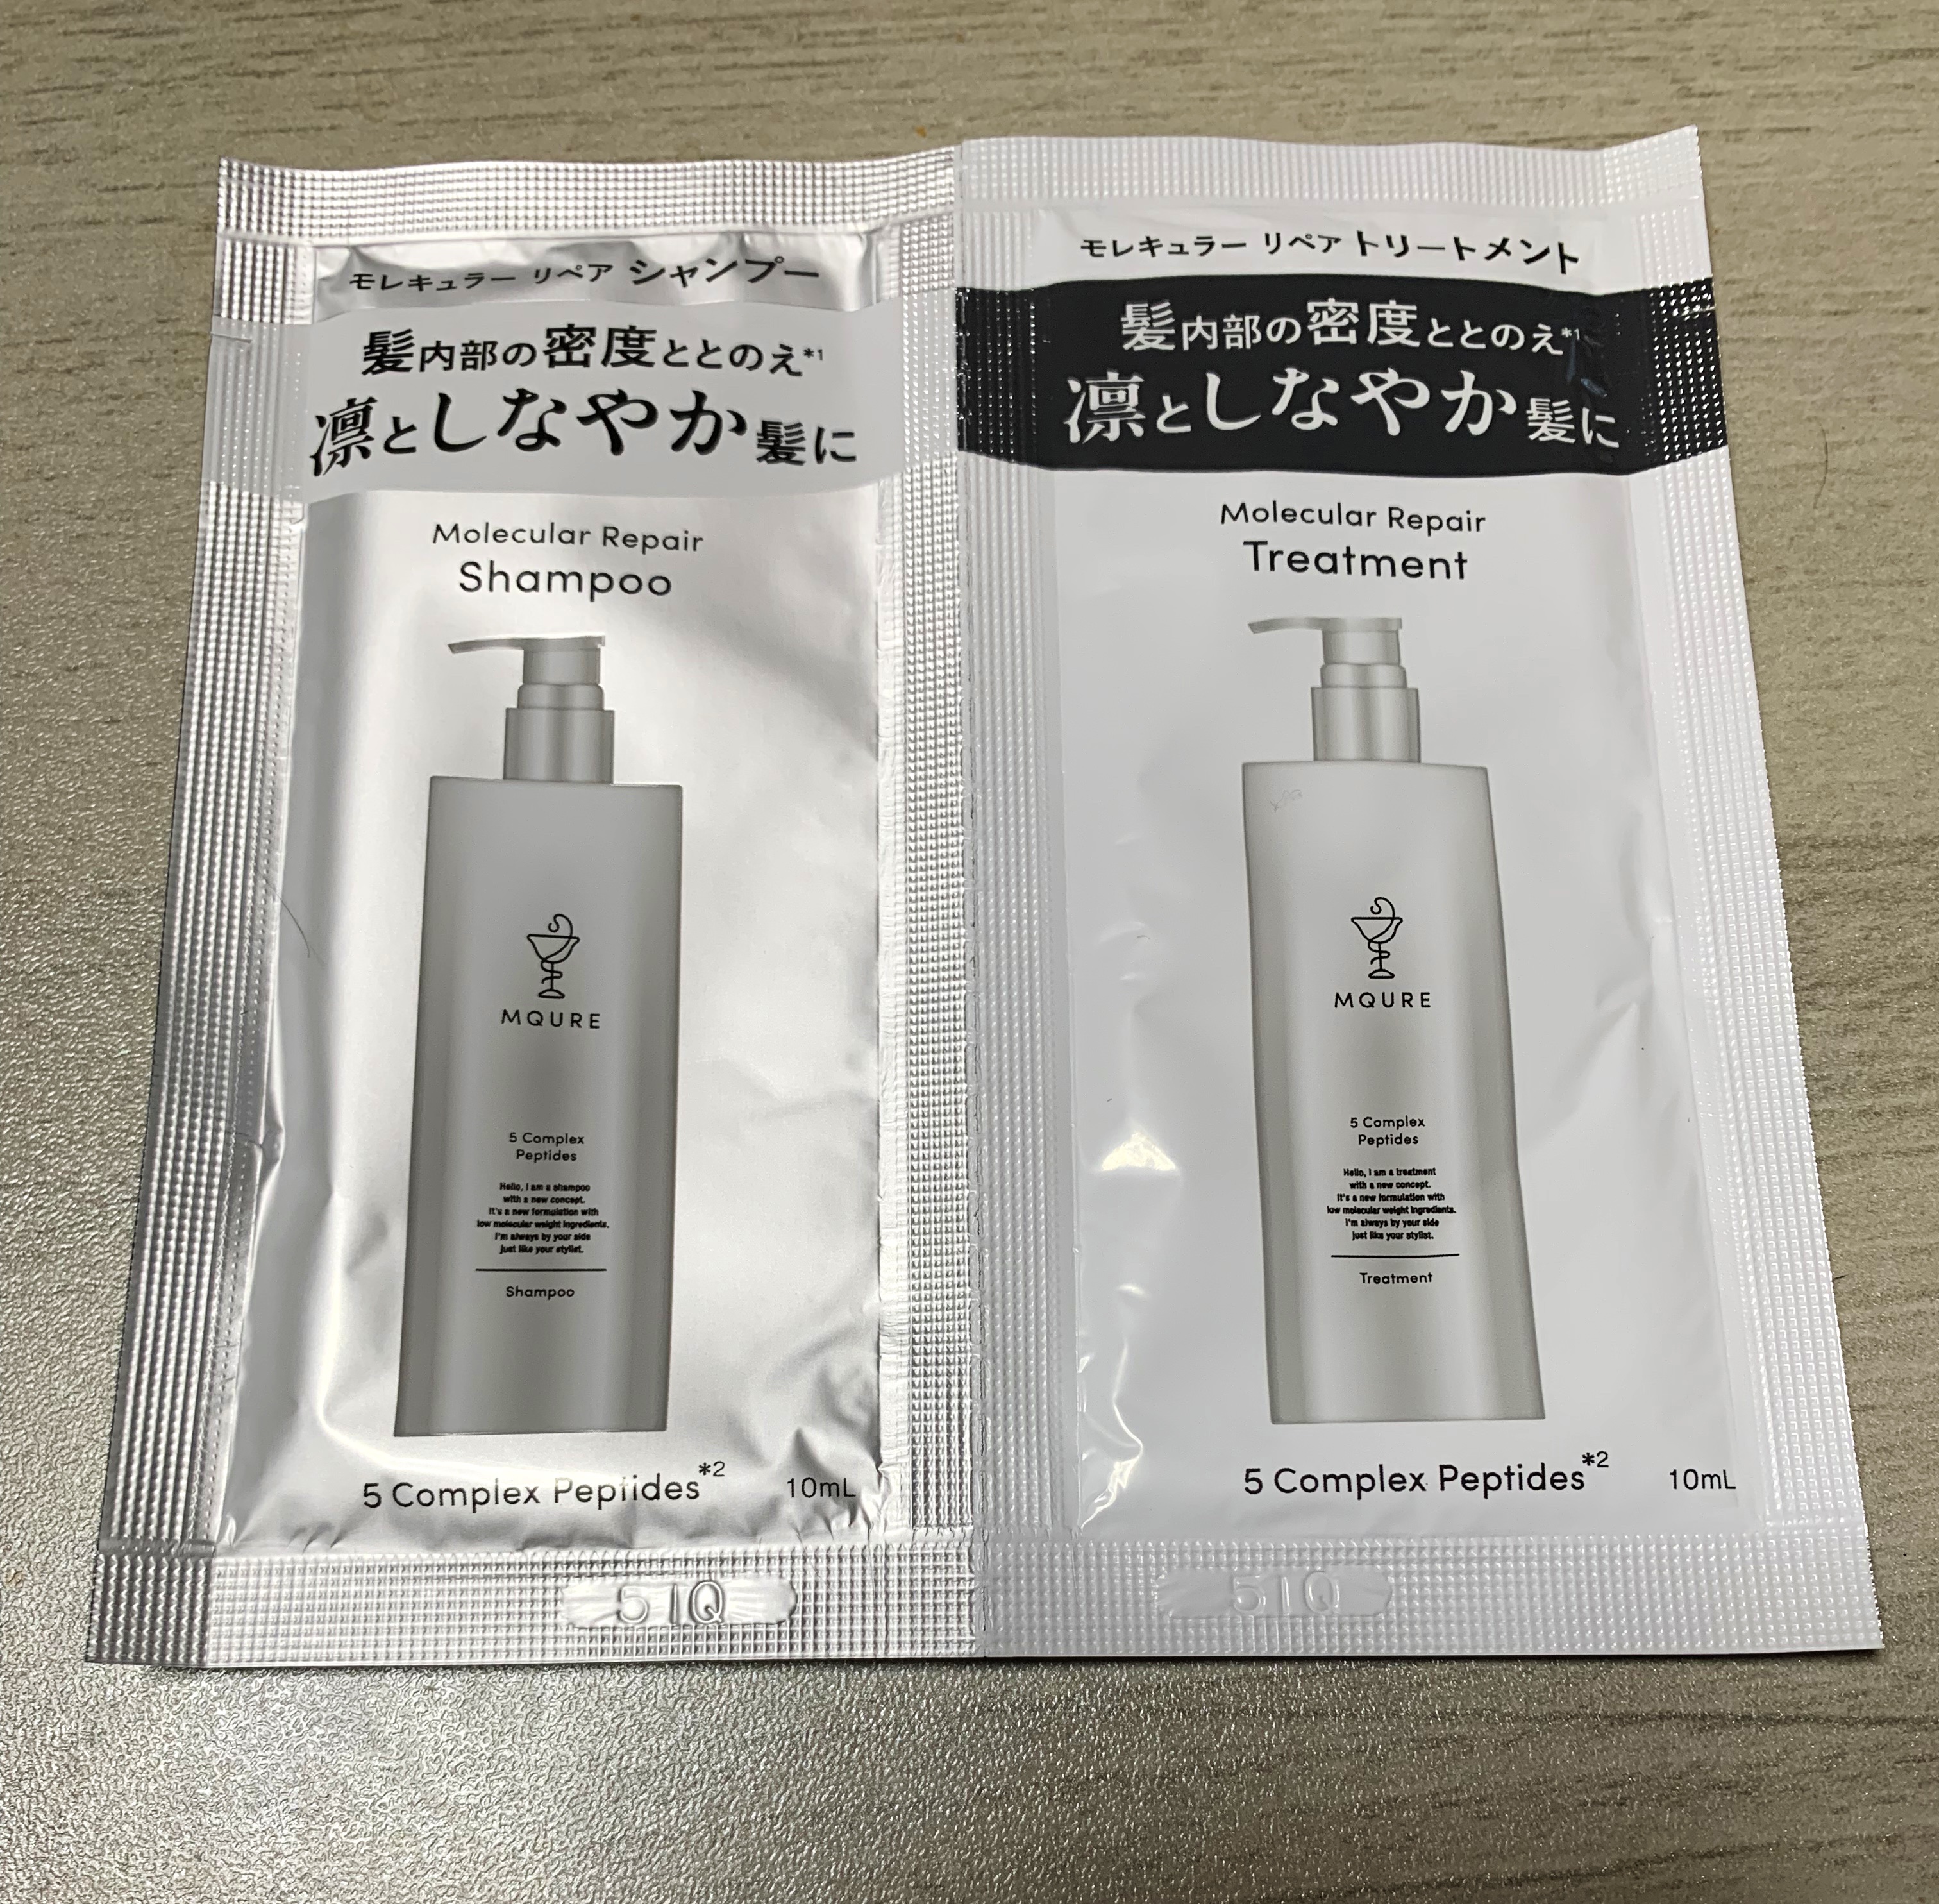 モレキュラー リペア シャンプー
髪内部の密度ととのえ*1
凛としなやか髪に
Molecular Repair
Shampoo
MQURE
5 Complex
Peptides
Hello, I am a shampoo
with a new concept.
It's a new formulation with
low molecular weight ingredients.
I'm always by your side
just like your stylist.
Shampoo
5 Complex Peptides*2 10mL
51Q
モレキュラー リペア トリートメント
髪内部の密度ととのえ*1
凛としなやか髪に
Molecular Repair
Treatment
MQURE
5 Complex
Peptides
Hello, I am a treatment
with a new concept.
It's a new formulation with
low molecular weight ingredients.
I'm always by your side
just like your stylist.
Treatment
5 Complex Peptides*2 10mL
51Q